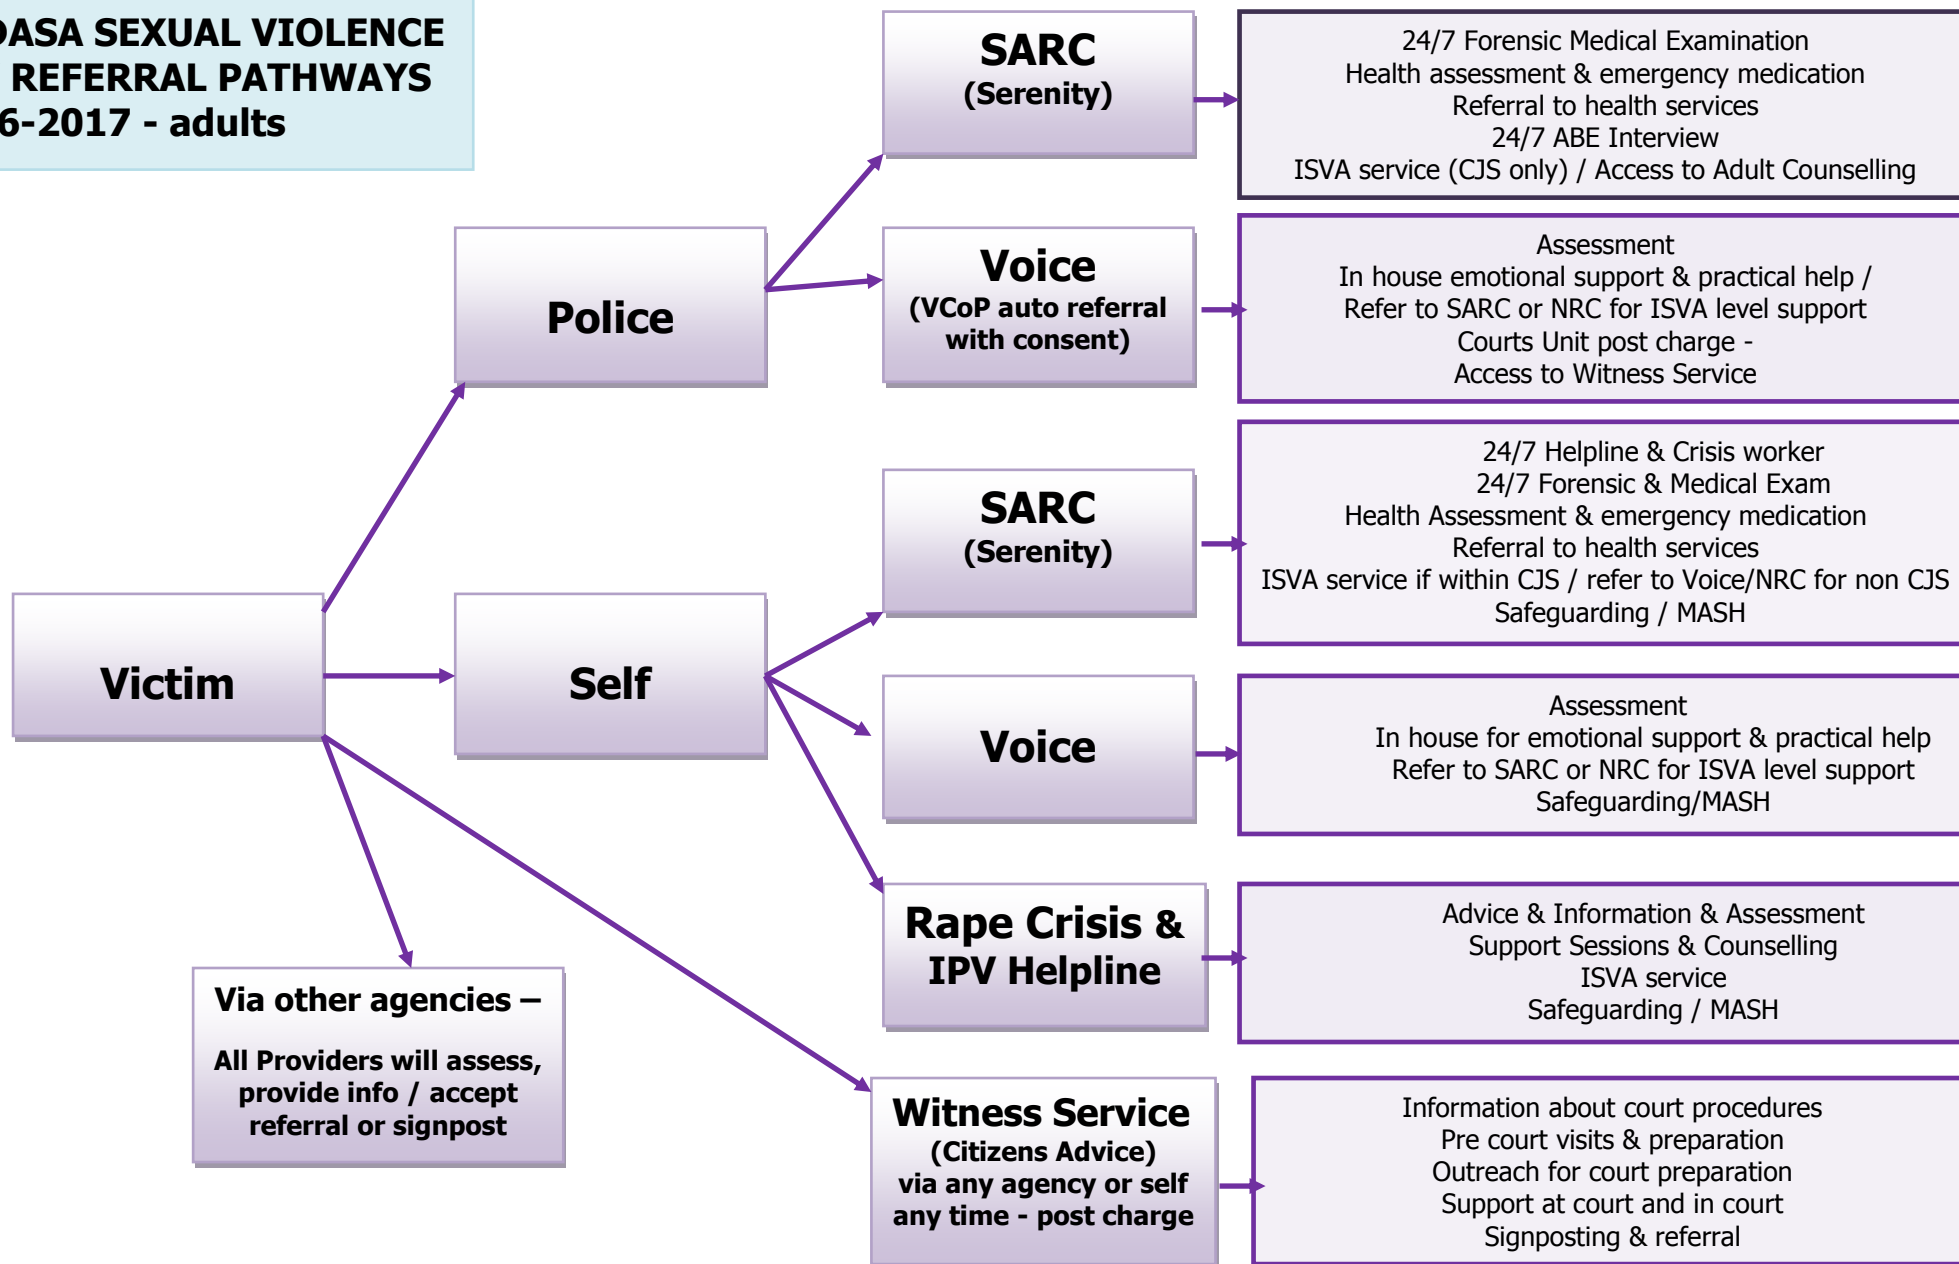 SEXUAL VIOLENCE
REFERRAL PATHWAYS
6-2017 - adults
SARC
(Serenity)
24/7 Forensic Medical Examination
Health assessment & emergency medication
Referral to health services
24/7 ABE Interview
ISVA service (CJS only) / Access to Adult Counselling
Police
Voice
(VCoP auto referral
with consent)
Assessment
In house emotional support & practical help /
Refer to SARC or NRC for ISVA level support
Courts Unit post charge -
Access to Witness Service
SARC
(Serenity)
24/7 Helpline & Crisis worker
24/7 Forensic & Medical Exam
Health Assessment & emergency medication
Referral to health services
ISVA service if within CJS / refer to Voice/NRC for non CJS
Safeguarding / MASH
Victim
Self
Voice
Assessment
In house for emotional support & practical help
Refer to SARC or NRC for ISVA level support
Safeguarding/MASH
Rape Crisis &
IPV Helpline
Advice & Information & Assessment
Support Sessions & Counselling
ISVA service
Safeguarding / MASH
Via other agencies –
All Providers will assess,
provide info / accept
referral or signpost
Witness Service
(Citizens Advice)
via any agency or self
any time - post charge
Information about court procedures
Pre court visits & preparation
Outreach for court preparation
Support at court and in court
Signposting & referral